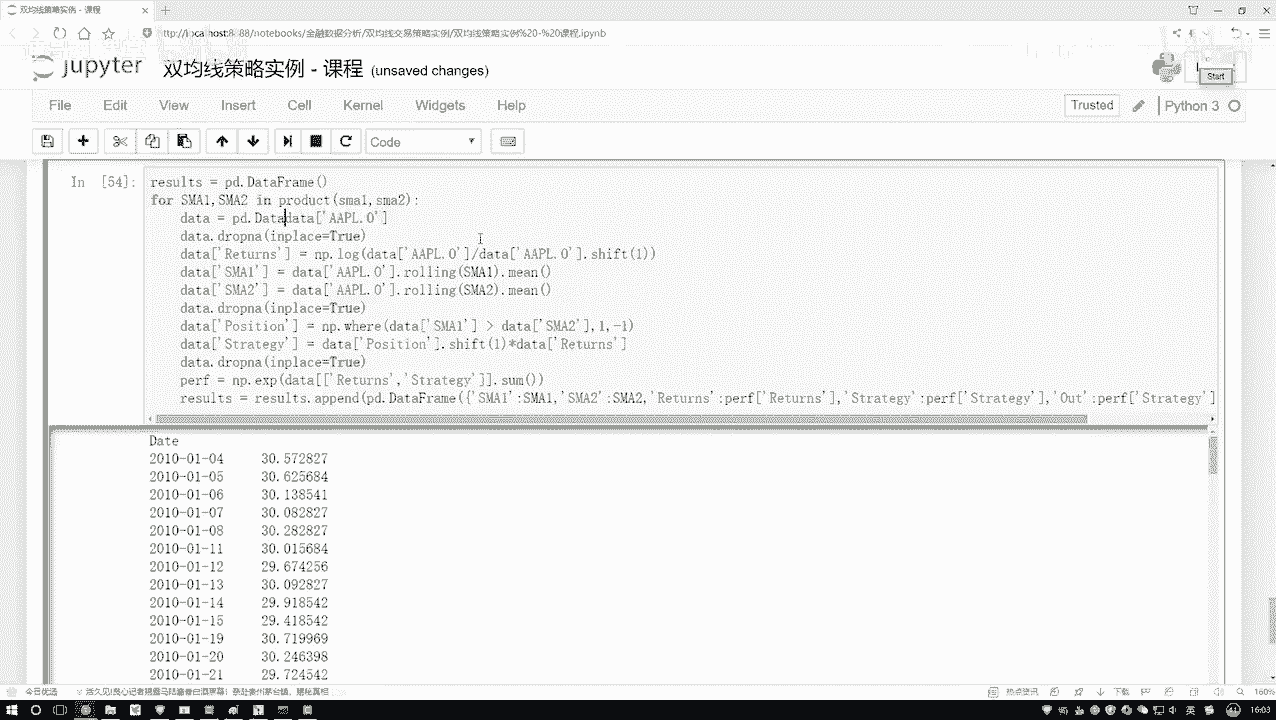 双均线策略实例 - 课程
ttp://localhost:8888/notebooks/金融数据分析/双均线交易策略实例/双均线策略实例%20-%20课程.ipynb
jupyter 双均线策略实例 - 课程 (unsaved changes)
Start
File Edit View Insert Cell Kernel Widgets Help
Trusted Python 3
Code
In [54]:
results = pd.DataFrame()
for SMA1,SMA2 in product(sma1,sma2):
data = pd.Datadata['AAPL.O']
data.dropna(inplace=True)
data['Returns'] = np.log(data['AAPL.O']/data['AAPL.O'].shift(1))
data['SMA1'] = data['AAPL.O'].rolling(SMA1).mean()
data['SMA2'] = data['AAPL.O'].rolling(SMA2).mean()
data.dropna(inplace=True)
data['Position'] = np.where(data['SMA1'] > data['SMA2'],1,-1)
data['Strategy'] = data['Position'].shift(1)*data['Returns']
data.dropna(inplace=True)
perf = np.exp(data[['Returns','Strategy']].sum())
results = results.append(pd.DataFrame({'SMA1':SMA1,'SMA2':SMA2,'Returns':perf['Returns'],'Strategy':perf['Strategy'],'Out':perf['Strategy']
Date
2010-01-04 30.572827
2010-01-05 30.625684
2010-01-06 30.138541
2010-01-07 30.082827
2010-01-08 30.282827
2010-01-11 30.015684
2010-01-12 29.674256
2010-01-13 30.092827
2010-01-14 29.918542
2010-01-15 29.418542
2010-01-19 30.719969
2010-01-20 30.246398
2010-01-21 29.724542
今日优选
热点资讯
下载
160%
英
16:03